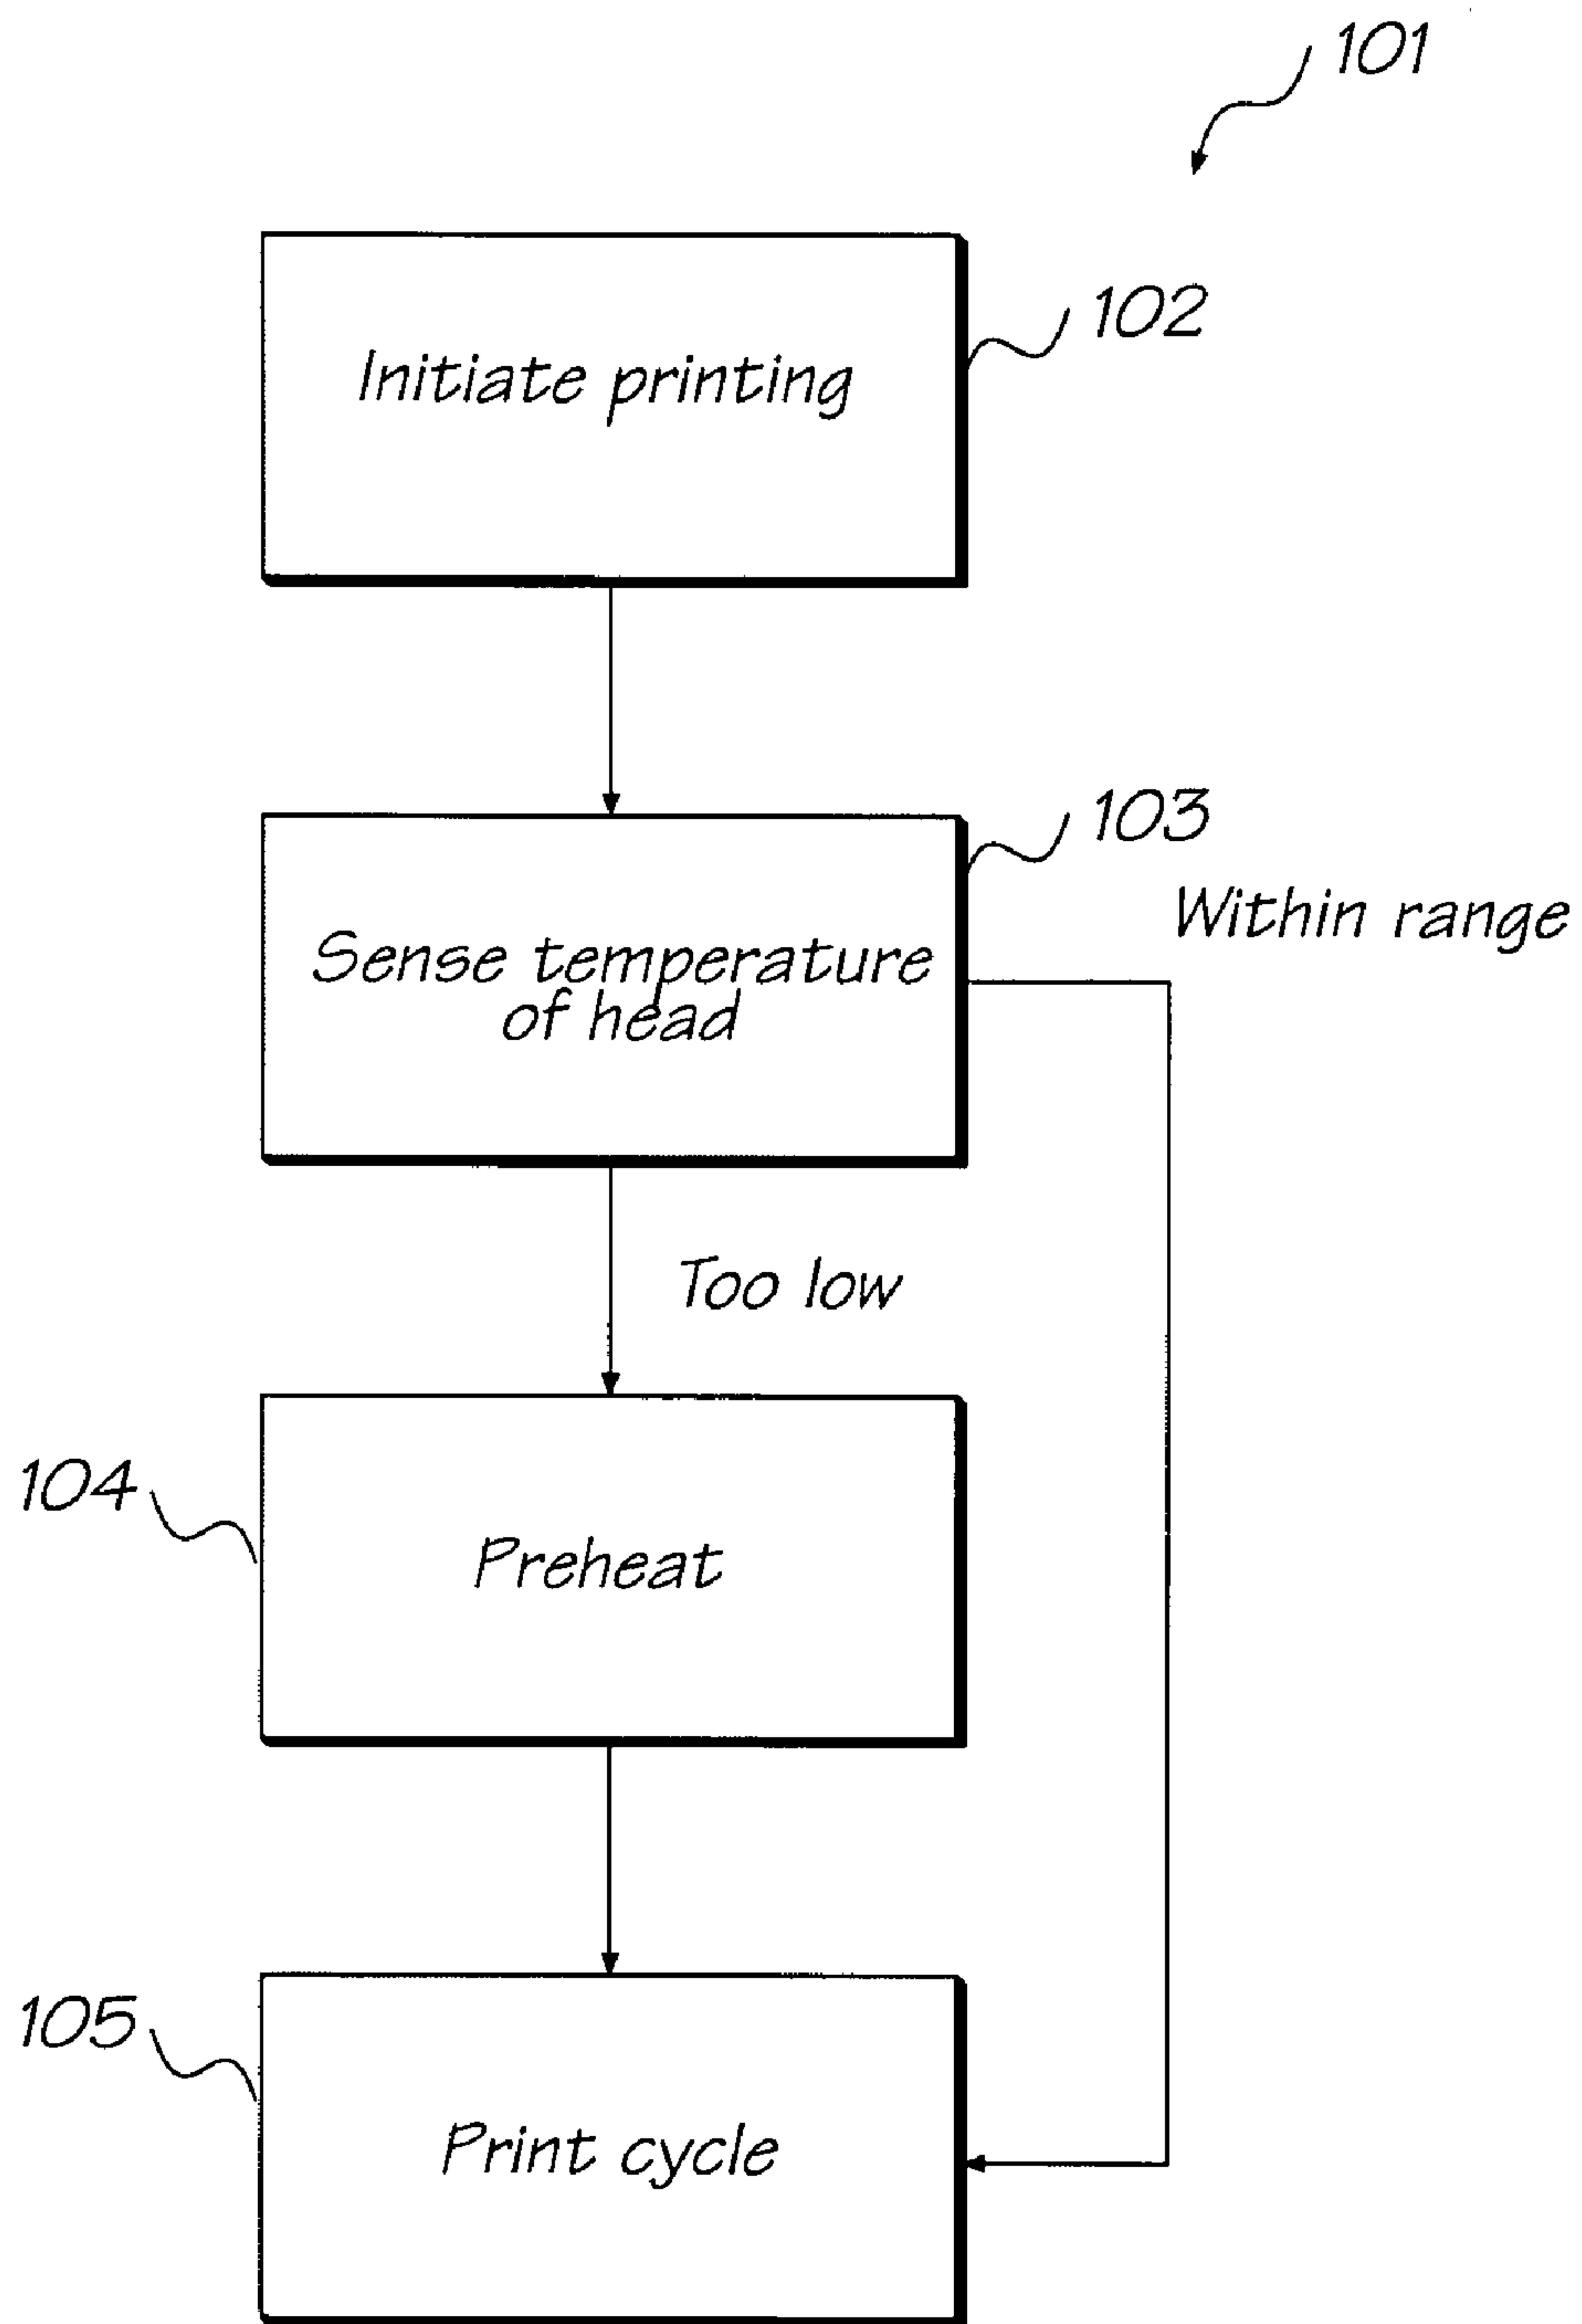 101
Initiate printing
102
Sense temperature
of head
103
Within range
Too low
104
Preheat
105
Print cycle